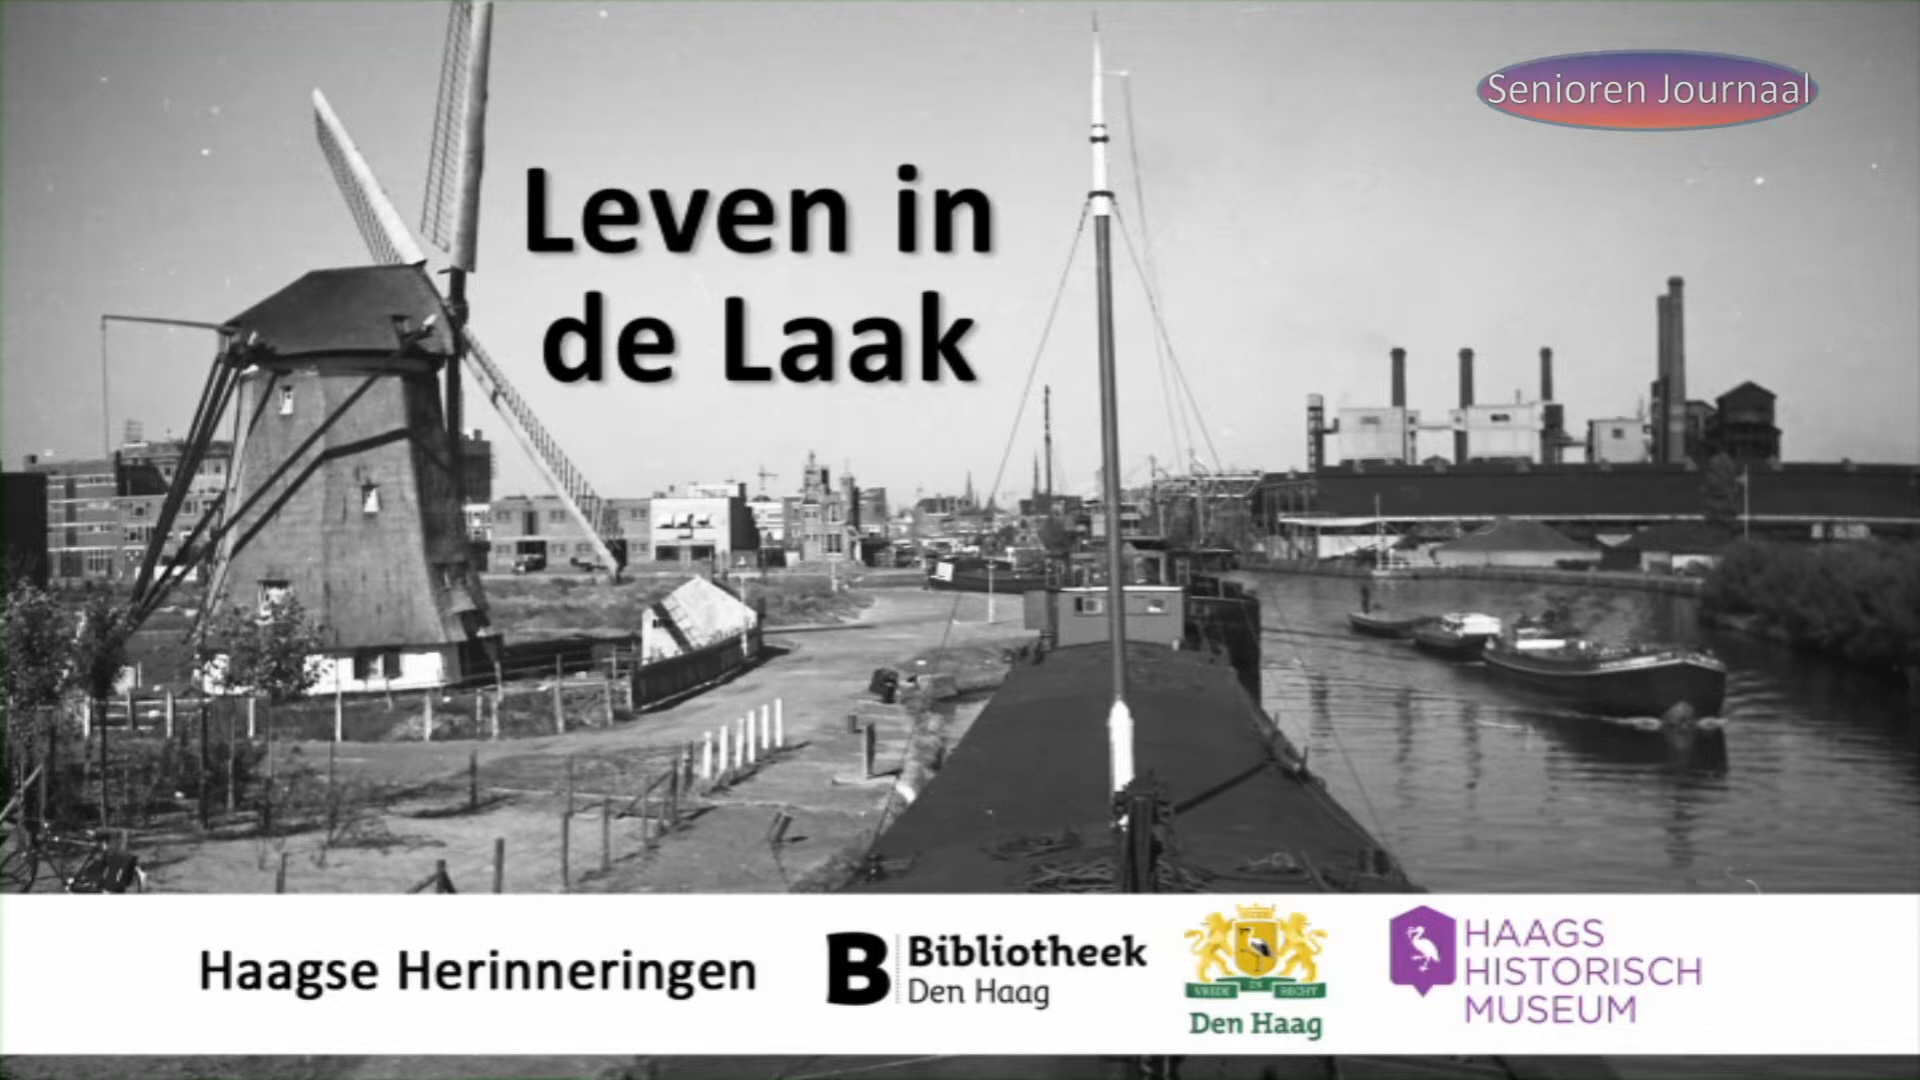 Senioren Journaal
Leven in
de Laak
Haagse Herinneringen
B Bibliotheek
Den Haag
VREDE EN RECHT
Den Haag
HAAGS
HISTORISCH
MUSEUM